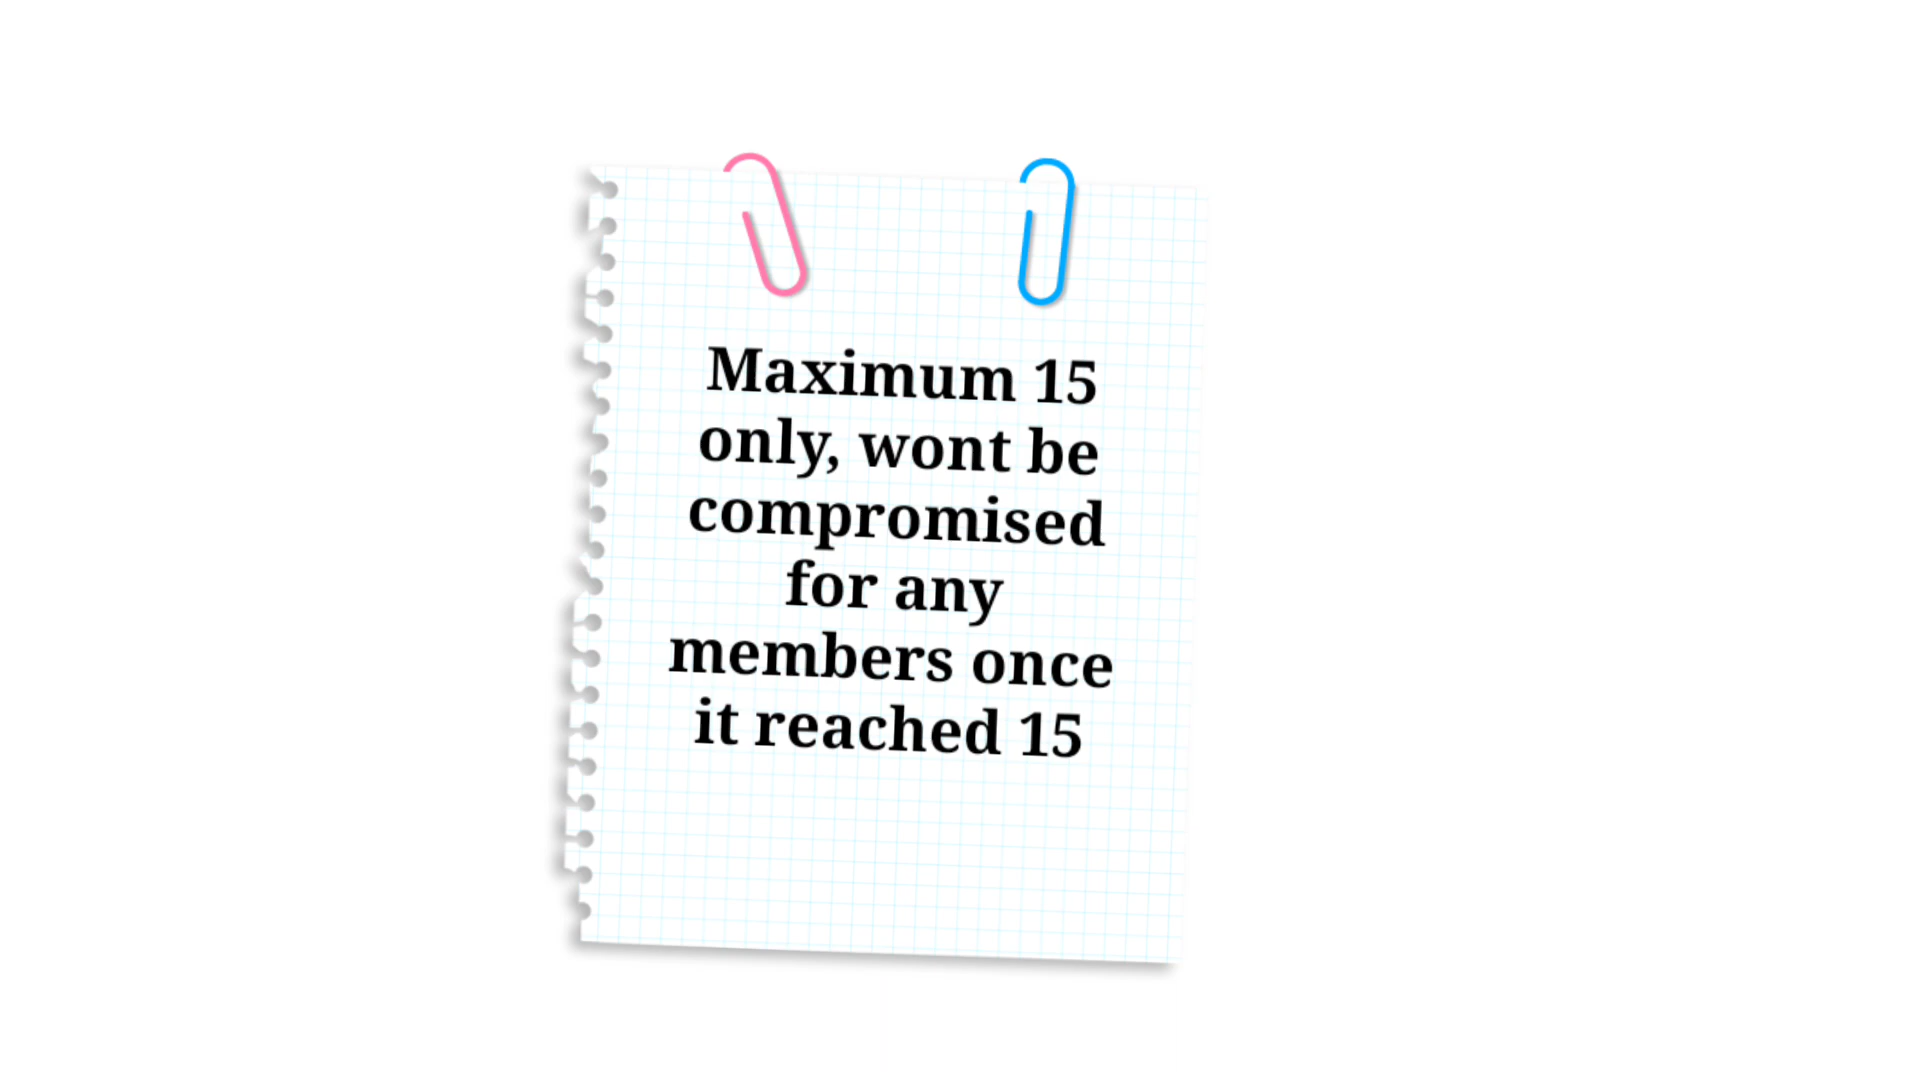 Maximum 15
only, wont be
compromised
for any
members once
it reached 15